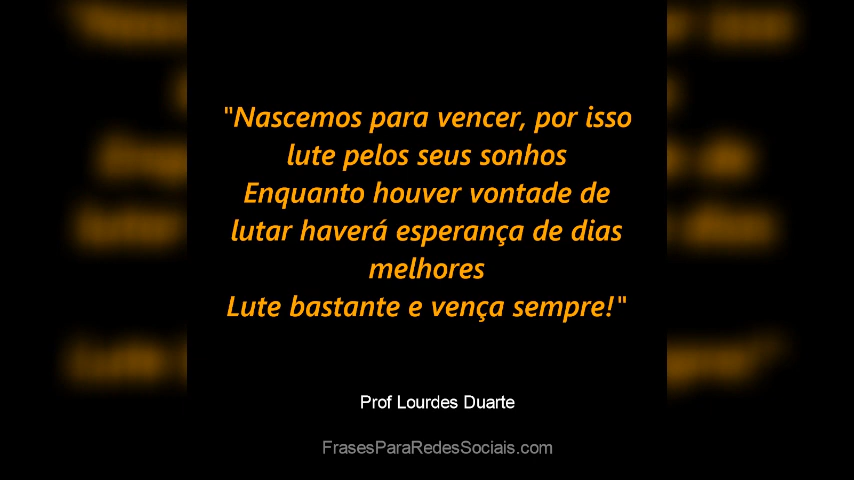 "Nascemos para vencer, por isso
lute pelos seus sonhos
Enquanto houver vontade de
lutar haverá esperança de dias
melhores
Lute bastante e vença sempre!"
Prof Lourdes Duarte
FrasesParaRedesSociais.com